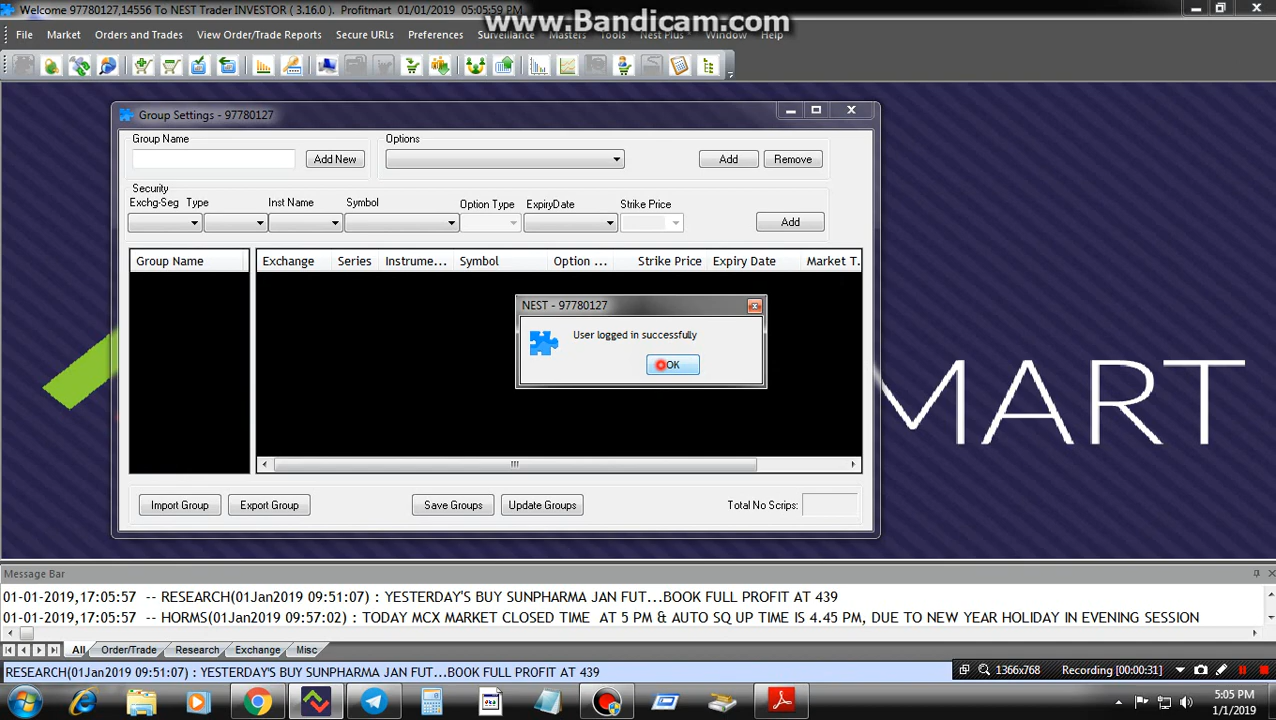 Welcome 97780127,14556 to NEST Trader INVESTOR ( 3.16.0 ). Profitmart 01/01/2019 05:05:59 PM
www.Bandicam.com
File Market Orders and Trades View Order/Trade Reports Secure URLs Preferences Surveillance Masters Tools Nest Plus Window Help
Group Settings - 97780127
Group Name Options
Add New Add Remove
Security
Exchg-Seg Type Inst Name Symbol Option Type ExpiryDate Strike Price
Add
Group Name Exchange Series Instrume... Symbol Option ... Strike Price Expiry Date Market T.
NEST - 97780127
User logged in successfully
OK
MART
Import Group Export Group Save Groups Update Groups Total No Scrips:
Message Bar
01-01-2019,17:05:57 -- RESEARCH(01Jan2019 09:51:07) : YESTERDAY'S BUY SUNPHARMA JAN FUT...BOOK FULL PROFIT AT 439
01-01-2019,17:05:57 -- HORMS(01Jan2019 09:57:02) : TODAY MCX MARKET CLOSED TIME AT 5 PM & AUTO SQ UP TIME IS 4.45 PM, DUE TO NEW YEAR HOLIDAY IN EVENING SESSION
All Order/Trade Research Exchange Misc
RESEARCH(01Jan2019 09:51:07) : YESTERDAY'S BUY SUNPHARMA JAN FUT...BOOK FULL PROFIT AT 439
1366x768 Recording [00:00:31]
5:05 PM
1/1/2019